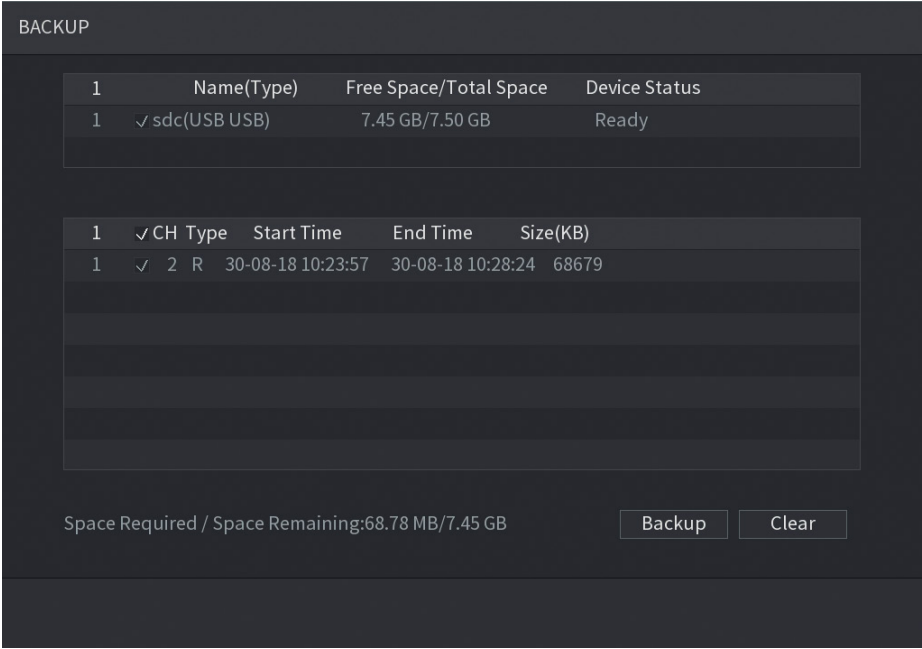 BACKUP
1 Name(Type) Free Space/Total Space Device Status
1 sdc(USB USB) 7.45 GB/7.50 GB Ready
1 CH Type Start Time End Time Size(KB)
1 2 R 30-08-18 10:23:57 30-08-18 10:28:24 68679
Space Required / Space Remaining:68.78 MB/7.45 GB Backup Clear